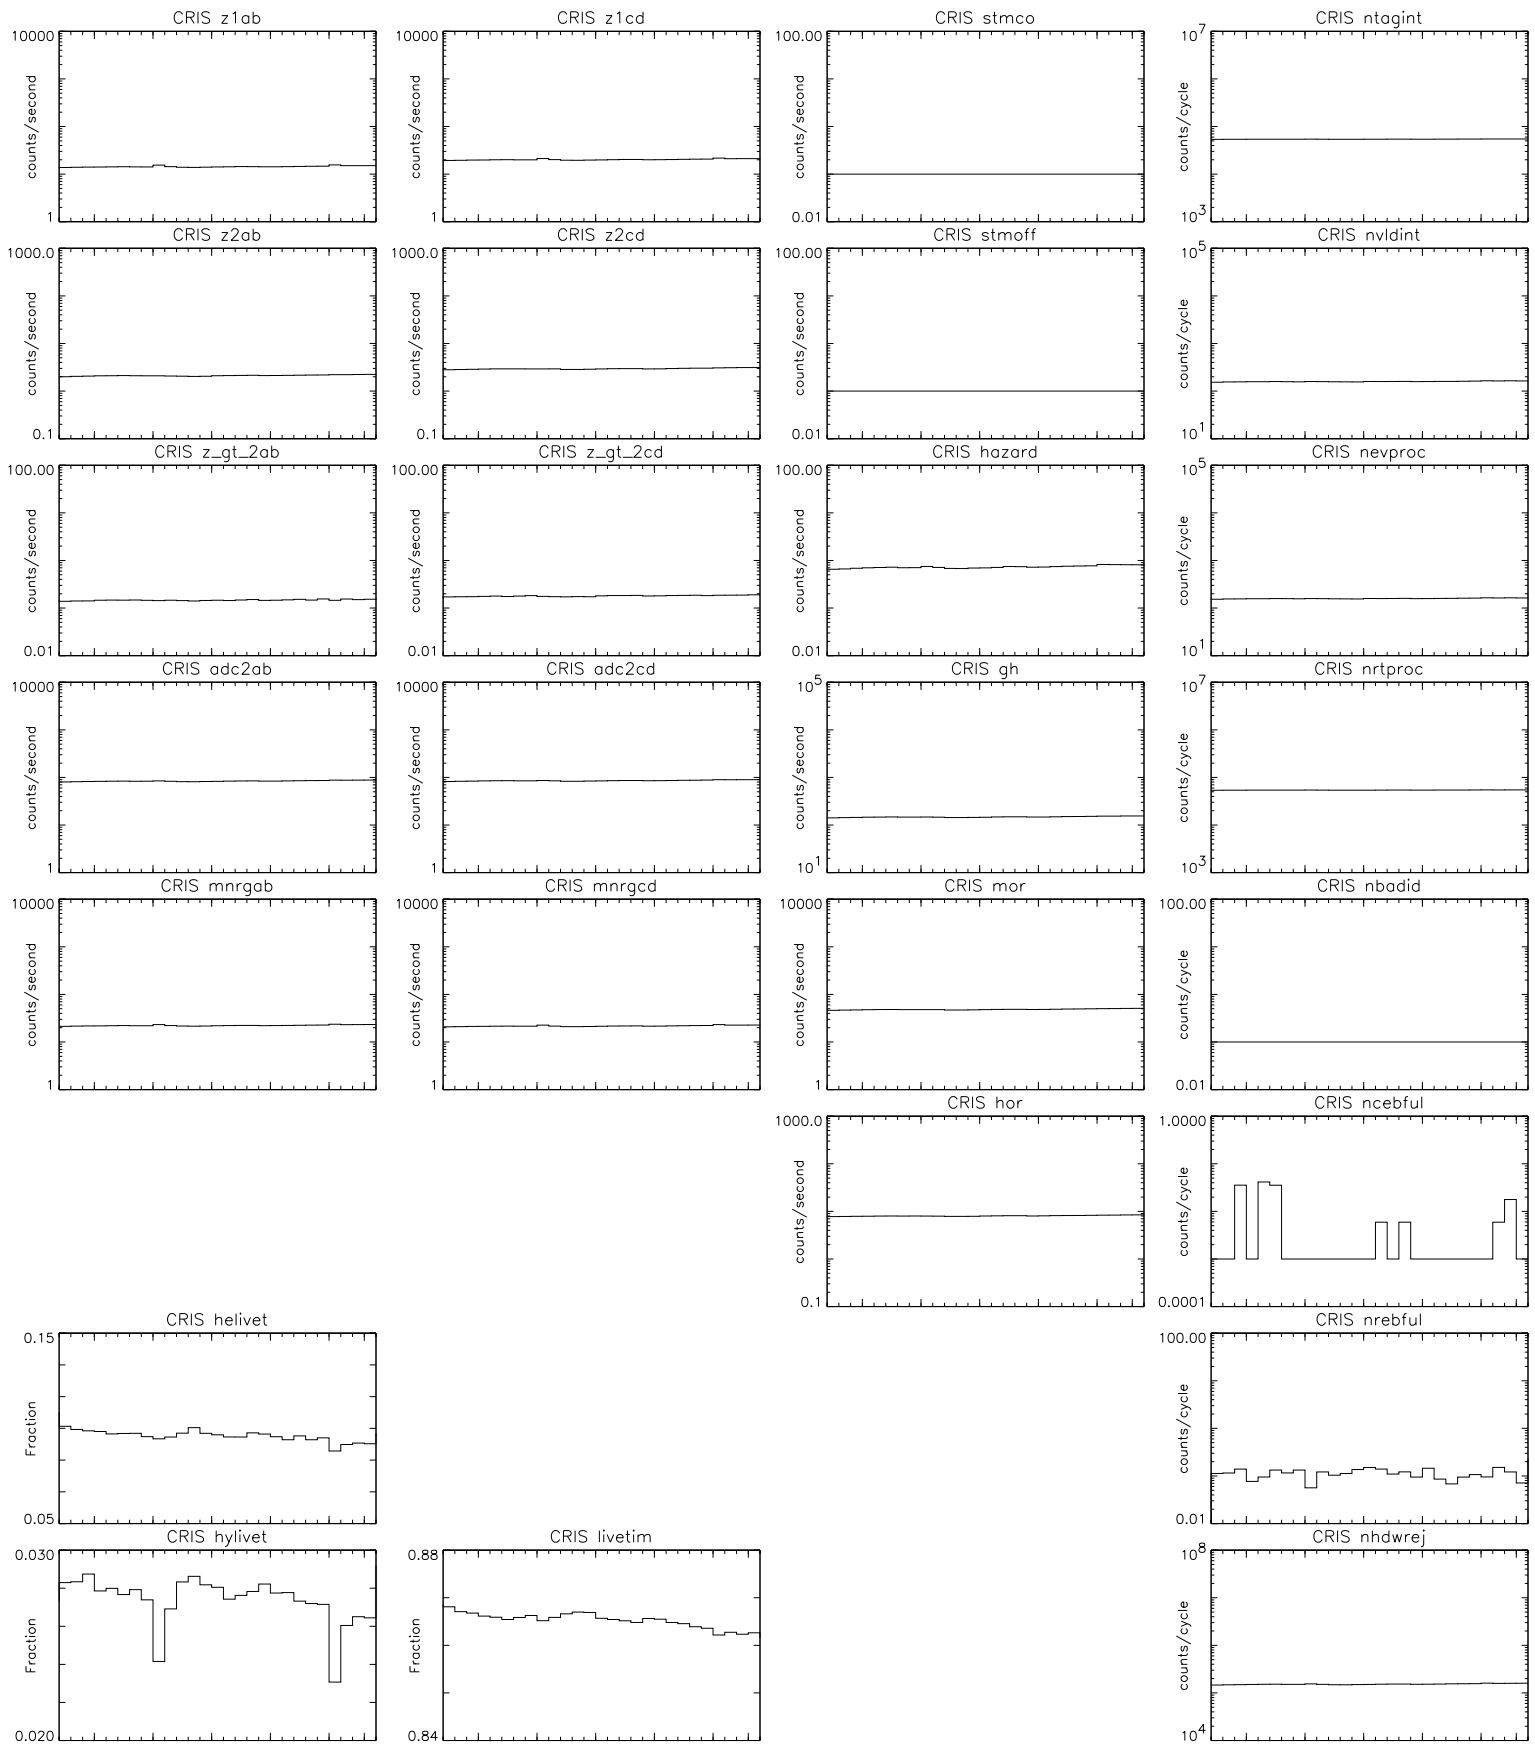 CRIS z1ab
CRIS z1cd
CRIS stmco
CRIS ntagint
10000
counts/second
1
10000
counts/second
1
100.00
counts/second
0.01
10^7
counts/cycle
10^3
CRIS z2ab
CRIS z2cd
CRIS stmoff
CRIS nvldint
1000.0
counts/second
0.1
1000.0
counts/second
0.1
100.00
counts/second
0.01
10^5
counts/cycle
10^1
CRIS z_gt_2ab
CRIS z_gt_2cd
CRIS hazard
CRIS nevproc
100.00
counts/second
0.01
100.00
counts/second
0.01
100.00
counts/second
0.01
10^5
counts/cycle
10^1
CRIS adc2ab
CRIS adc2cd
CRIS gh
CRIS nrtproc
10000
counts/second
1
10000
counts/second
1
10^5
counts/second
10^1
10^7
counts/cycle
10^3
CRIS mnrgab
CRIS mnrgcd
CRIS mor
CRIS nbadid
10000
counts/second
1
10000
counts/second
1
10000
counts/second
1
100.00
counts/cycle
0.01
CRIS hor
CRIS ncebful
1000.0
counts/second
0.1
1.0000
counts/cycle
0.0001
CRIS helivet
CRIS nrebful
0.15
Fraction
0.05
100.00
counts/cycle
0.01
CRIS hylivet
CRIS livetim
CRIS nhdwrej
0.030
Fraction
0.020
0.88
Fraction
0.84
10^8
counts/cycle
10^4